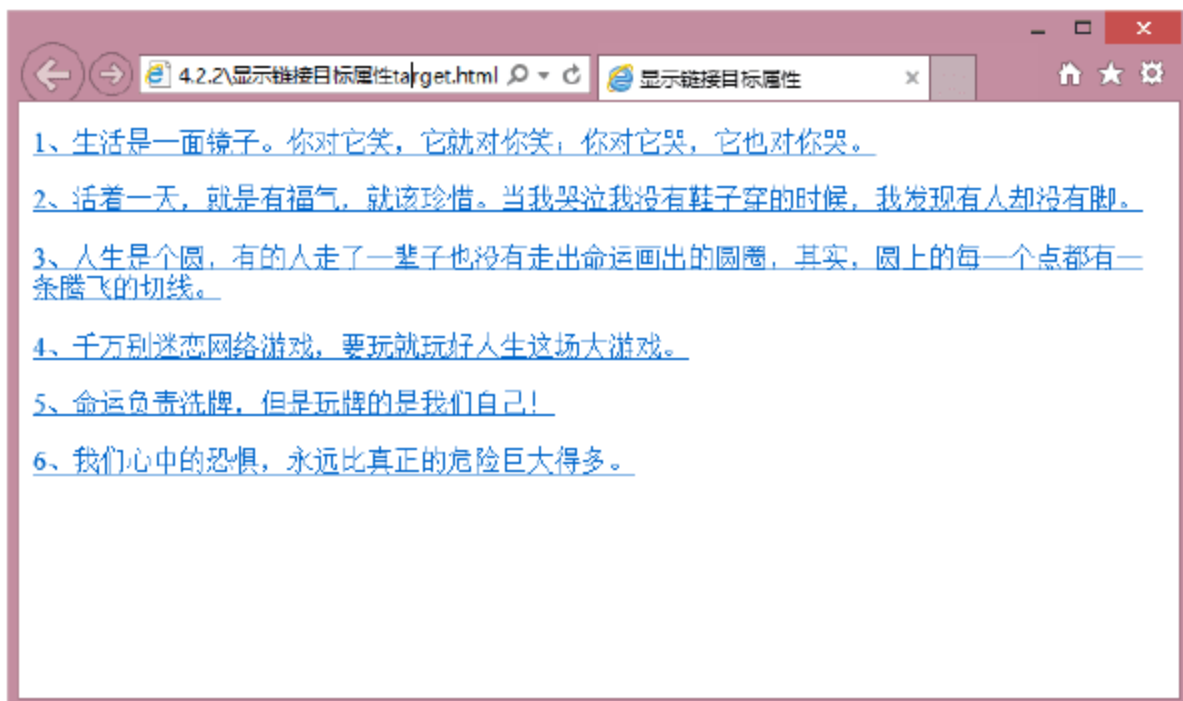 4.2.2\显示链接目标属性target.html
显示链接目标属性
1、生活是一面镜子。你对它笑，它就对你笑；你对它哭，它也对你哭。
2、活着一天，就是有福气，就该珍惜。当我哭泣我没有鞋子穿的时候，我发现有人却没有脚。
3、人生是个圆，有的人走了一辈子也没有走出命运画出的圆圈，其实，圆上的每一个点都有一
条腾飞的切线。
4、千万别迷恋网络游戏，要玩就玩好人生这场大游戏。
5、命运负责洗牌，但是玩牌的是我们自己！
6、我们心中的恐惧，永远比真正的危险巨大得多。